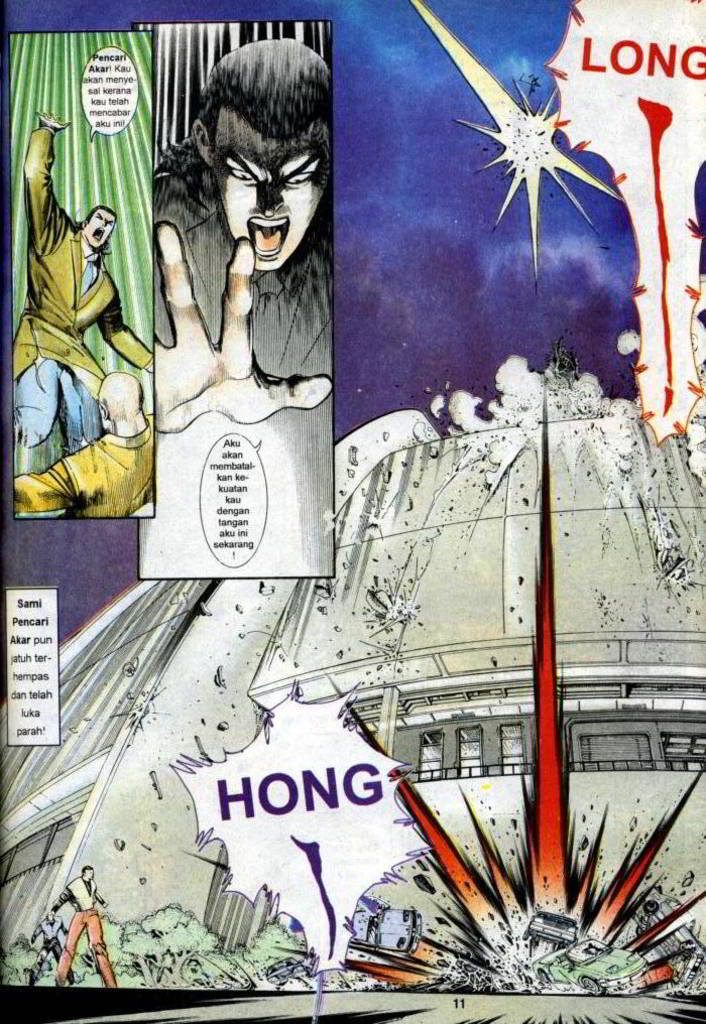 Pencari
Akar! Kau
akan menye-
sal kerana
kau telah
mencabar
aku ini!
Aku
akan
membatal-
kan ke-
kuatan
kau
dengan
tangan
aku ini
sekarang
!
LONG
!
Sami
Pencari
Akar pun
jatuh ter-
hempas
dan telah
luka
parah!
HONG
!
11